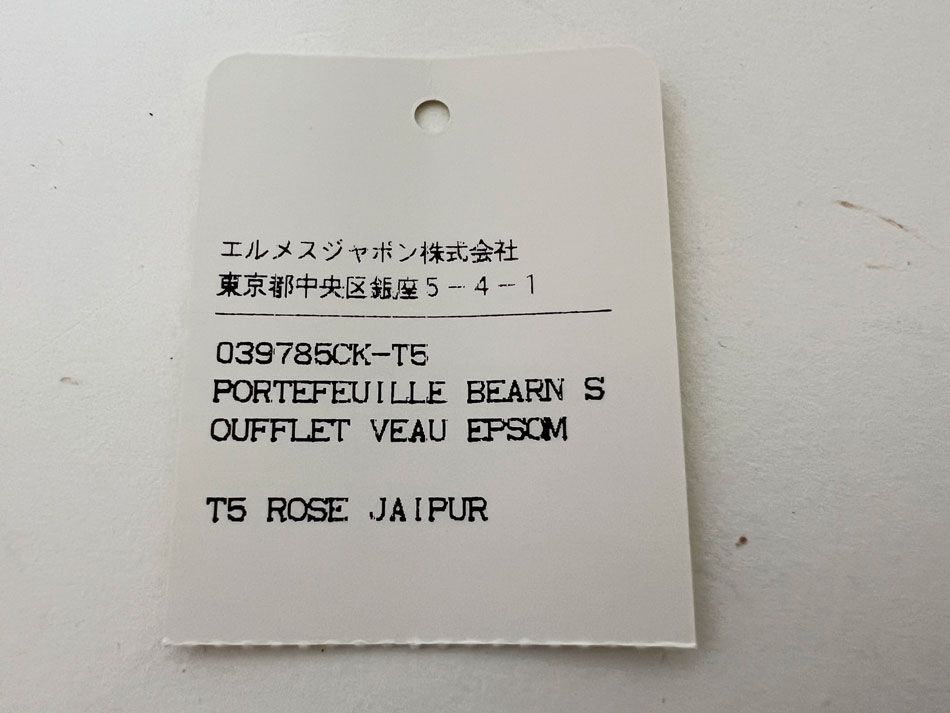 エルメスジャポン株式会社
東京都中央区銀座5-4-1
039785CK-T5
PORTEFEUILLE BEARN S
OUFFLET VEAU EPSOM
T5 ROSE JAIPUR